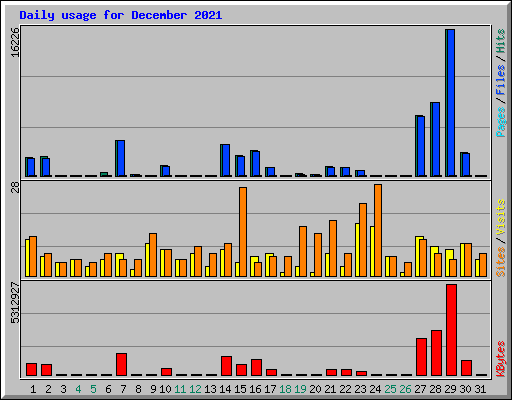 Daily usage for December 2021
16226
Pages / Files / Hits
28
Sites / Visits
5312927
KBytes
1 2 3 4 5 6 7 8 9 10 11 12 13 14 15 16 17 18 19 20 21 22 23 24 25 26 27 28 29 30 31